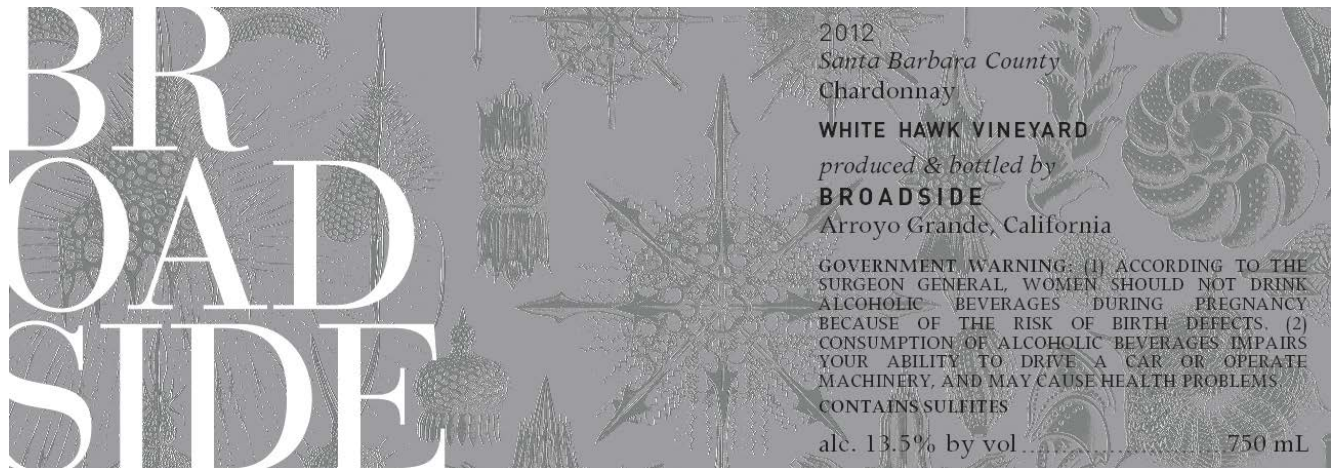 BR
OAD
SIDE
2012
Santa Barbara County
Chardonnay
WHITE HAWK VINEYARD
produced & bottled by
BROADSIDE
Arroyo Grande, California
GOVERNMENT WARNING: (1) ACCORDING TO THE
SURGEON GENERAL, WOMEN SHOULD NOT DRINK
ALCOHOLIC BEVERAGES DURING PREGNANCY
BECAUSE OF THE RISK OF BIRTH DEFECTS. (2)
CONSUMPTION OF ALCOHOLIC BEVERAGES IMPAIRS
YOUR ABILITY TO DRIVE A CAR OR OPERATE
MACHINERY, AND MAY CAUSE HEALTH PROBLEMS
CONTAINS SULFITES
alc. 13.5% by vol ........................ 750 mL